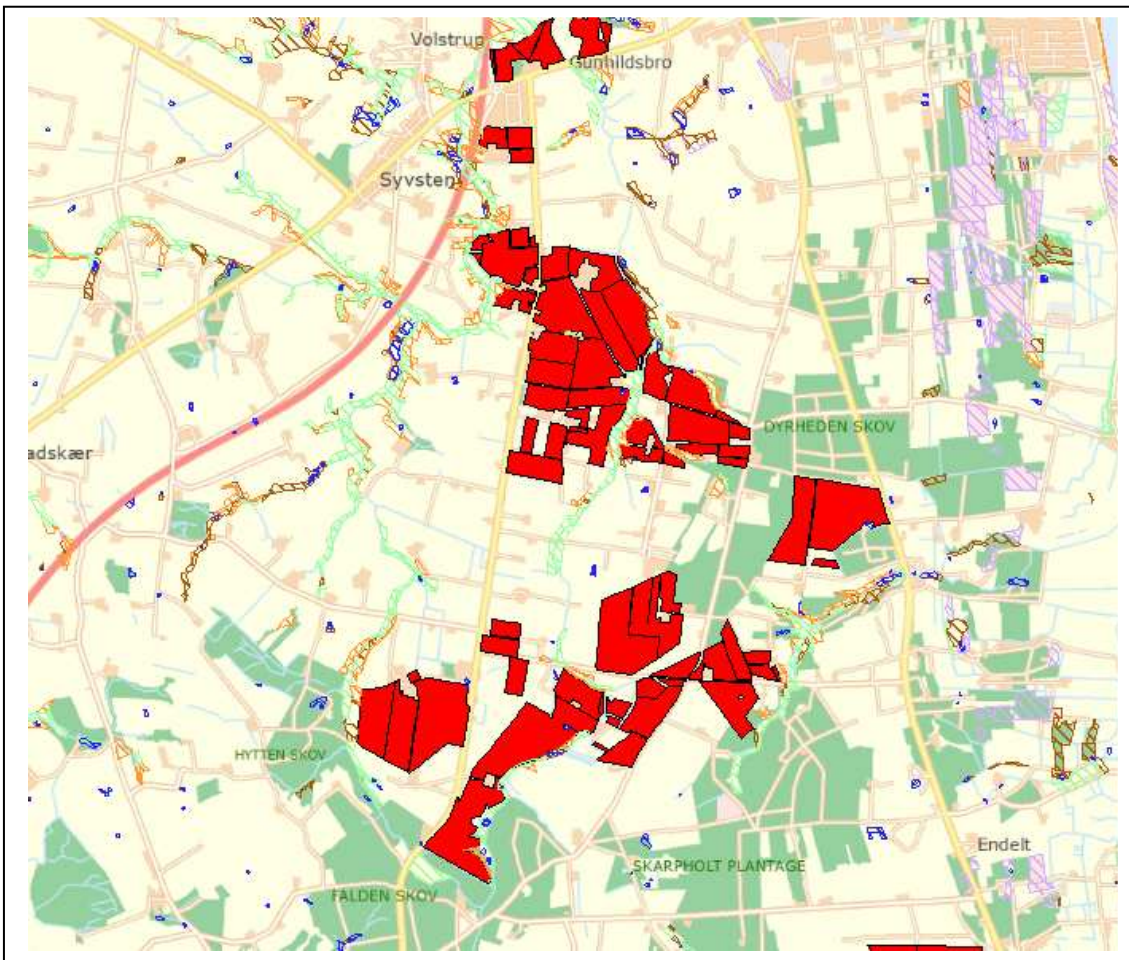 Volstrup
Gunhildsbro
Syvsten
DYRHEDEN SKOV
adskær
HYTTEN SKOV
Endelt
SKARPHOLT PLANTAGE
FALDEN SKOV